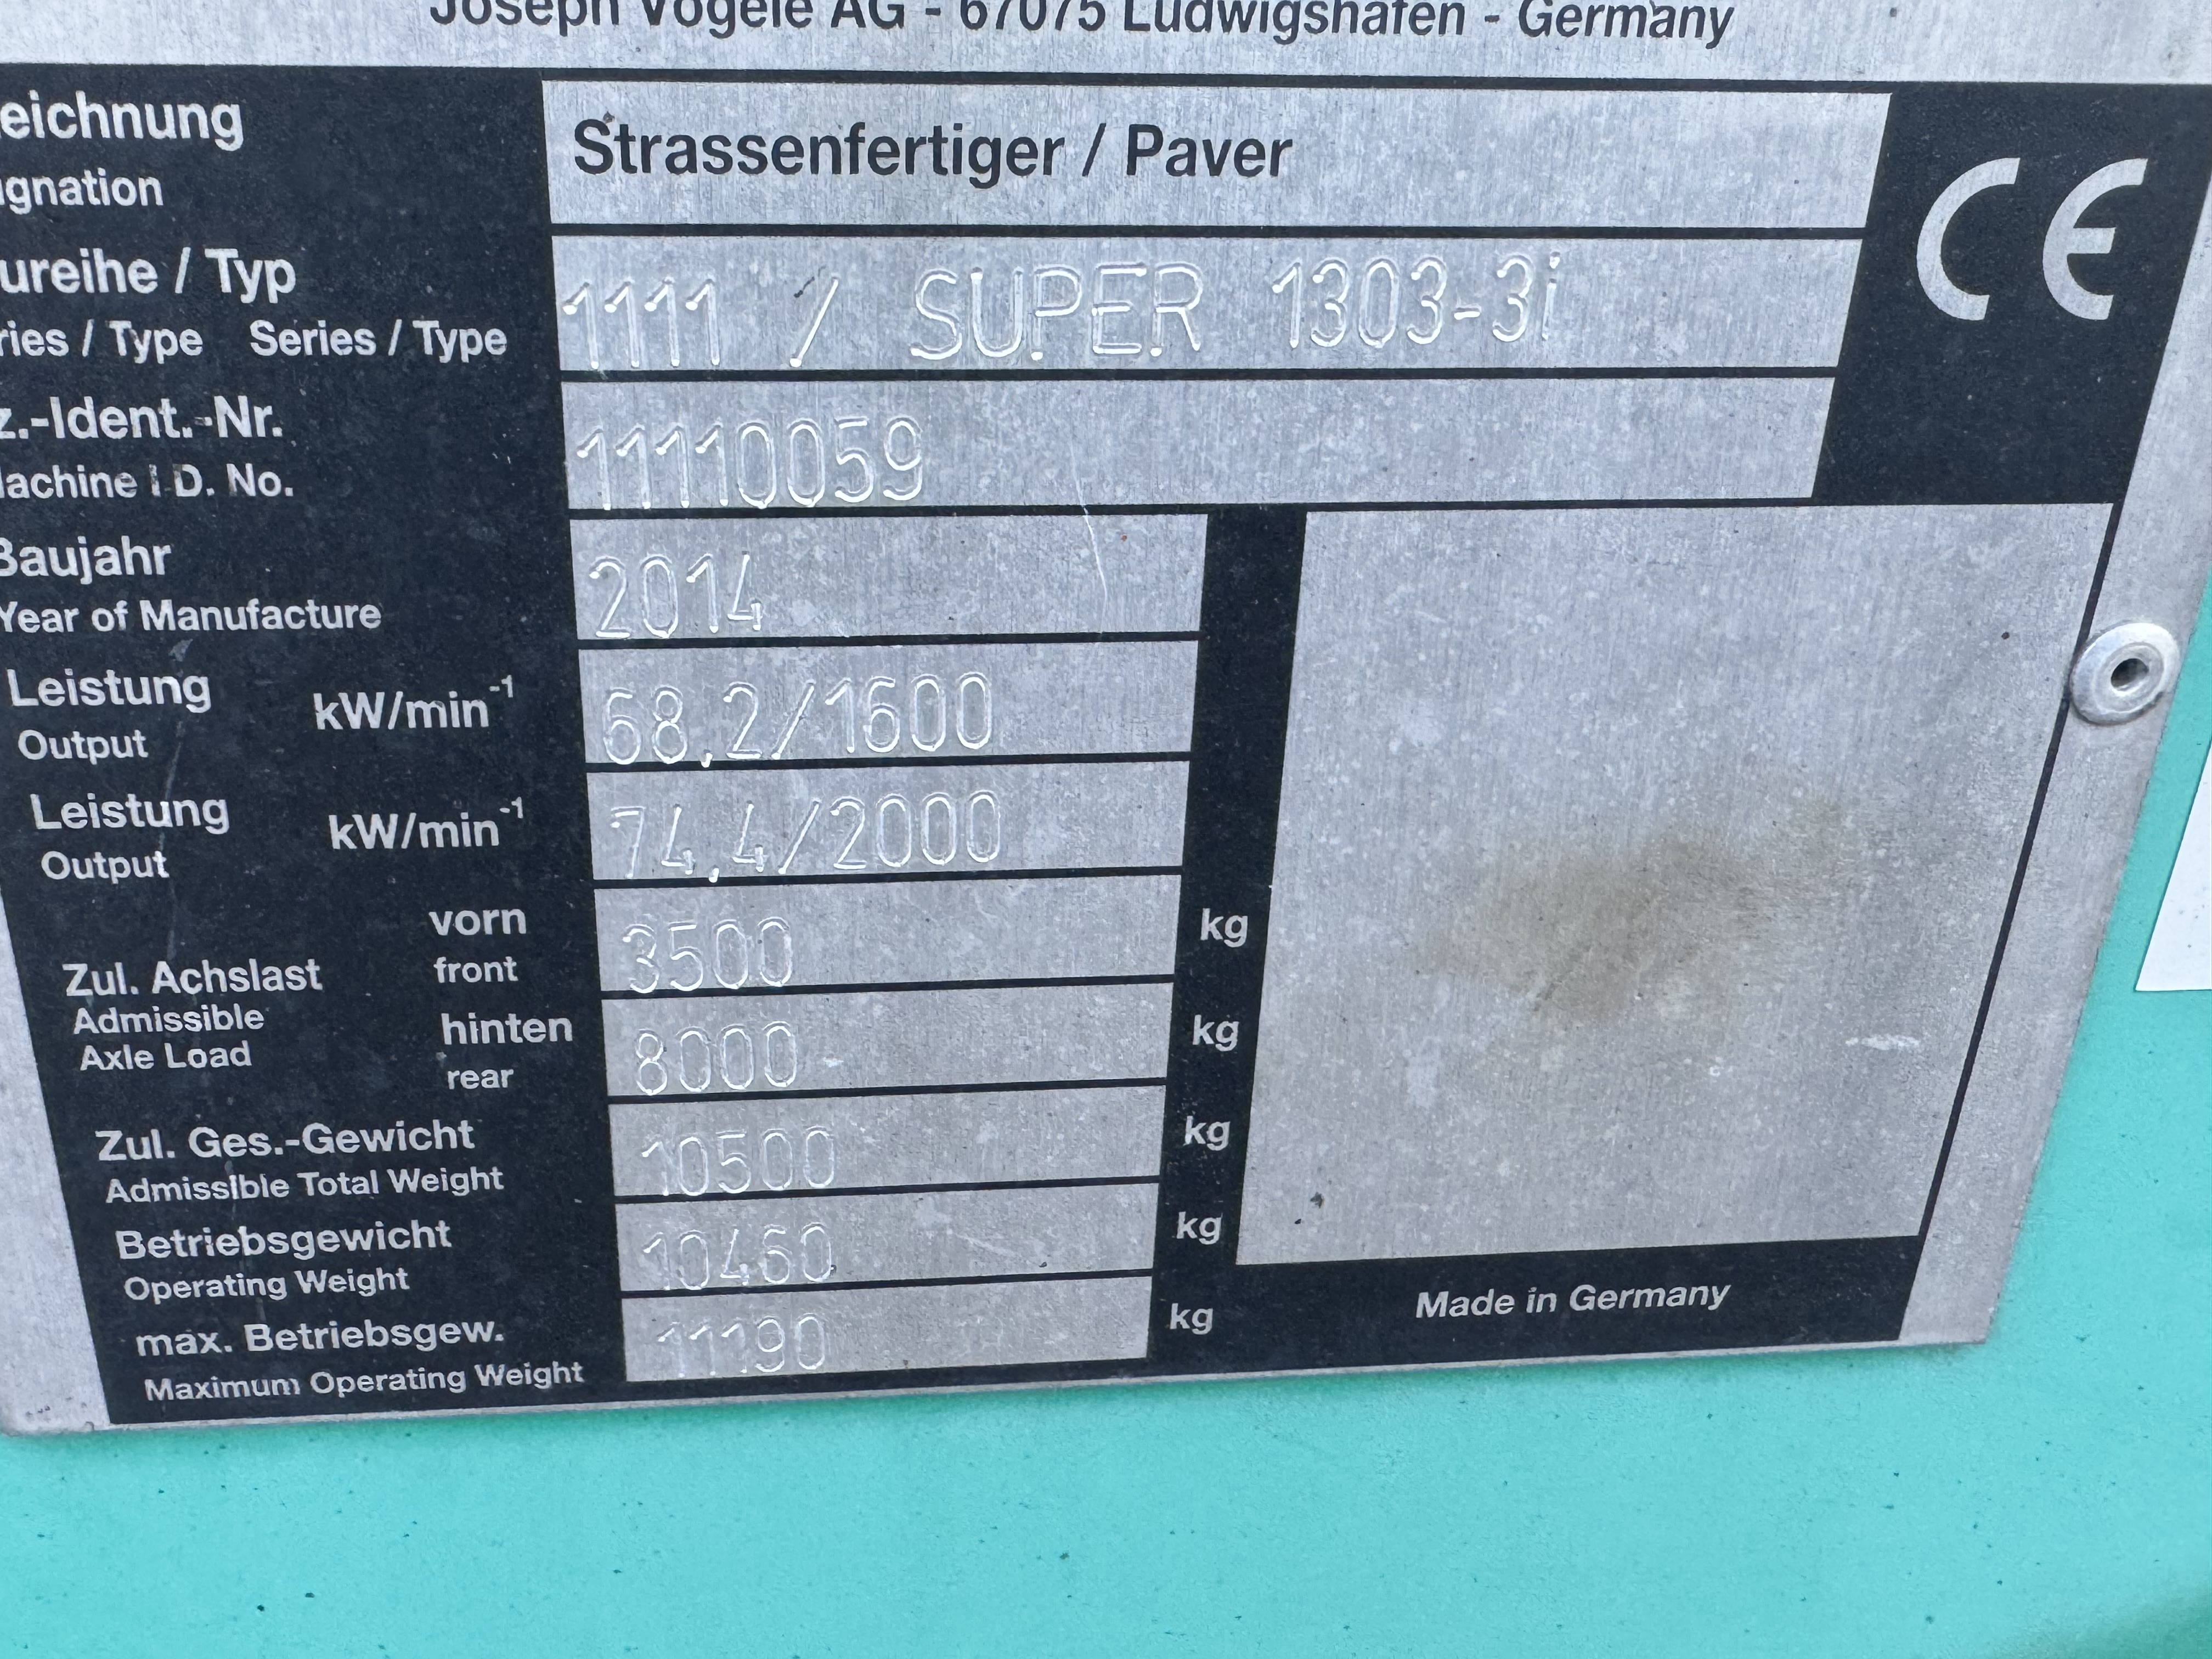 Joseph Vögele AG - 67075 Ludwigshafen - Germany
eichnung
ignation
Strassenfertiger / Paver
CE
ureihe / Typ
ries / Type Series / Type
1111 / SUPER 1303-3i
z.-Ident.-Nr.
achine I.D. No.
11110059
Baujahr
Year of Manufacture
2014
Leistung kW/min-1
Output
68,2/1600
Leistung kW/min-1
Output
74,4/2000
Zul. Achslast
Admissible
Axle Load
vorn
front
3500 kg
hinten
rear
8000 kg
Zul. Ges.-Gewicht
Admissible Total Weight
10500 kg
Betriebsgewicht
Operating Weight
10460 kg
max. Betriebsgew.
Maximum Operating Weight
11190 kg
Made in Germany